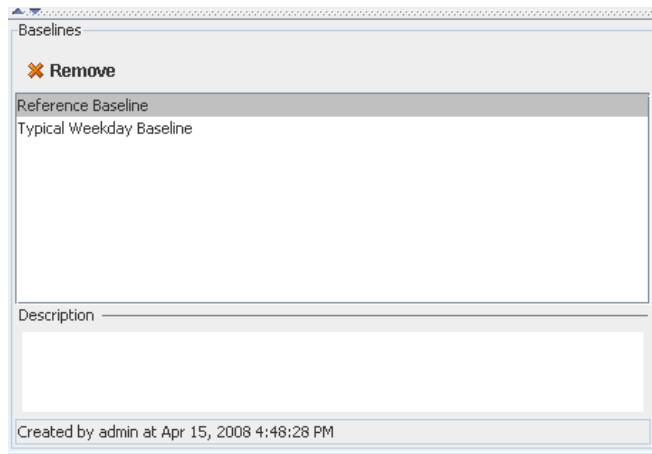 Baselines
Remove
Reference Baseline
Typical Weekday Baseline
Description
Created by admin at Apr 15, 2008 4:48:28 PM